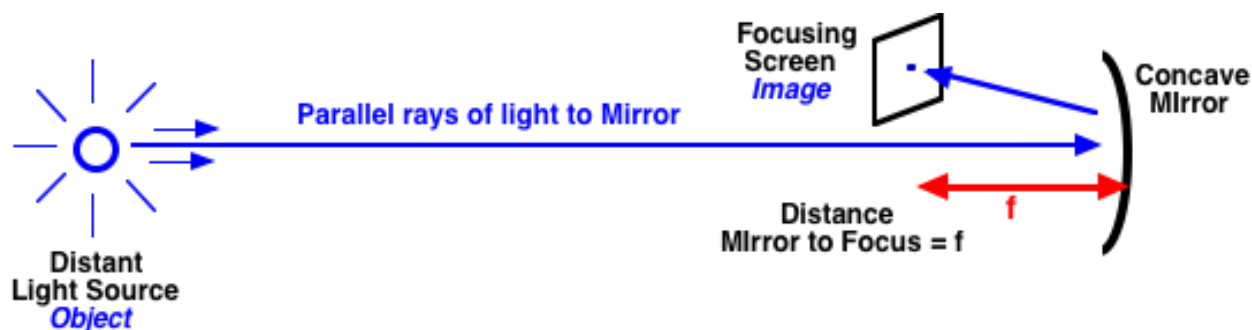 Focusing
Screen
Image
Concave
MIrror
Parallel rays of light to Mirror
f
Distance
MIrror to Focus = f
Distant
Light Source
Object